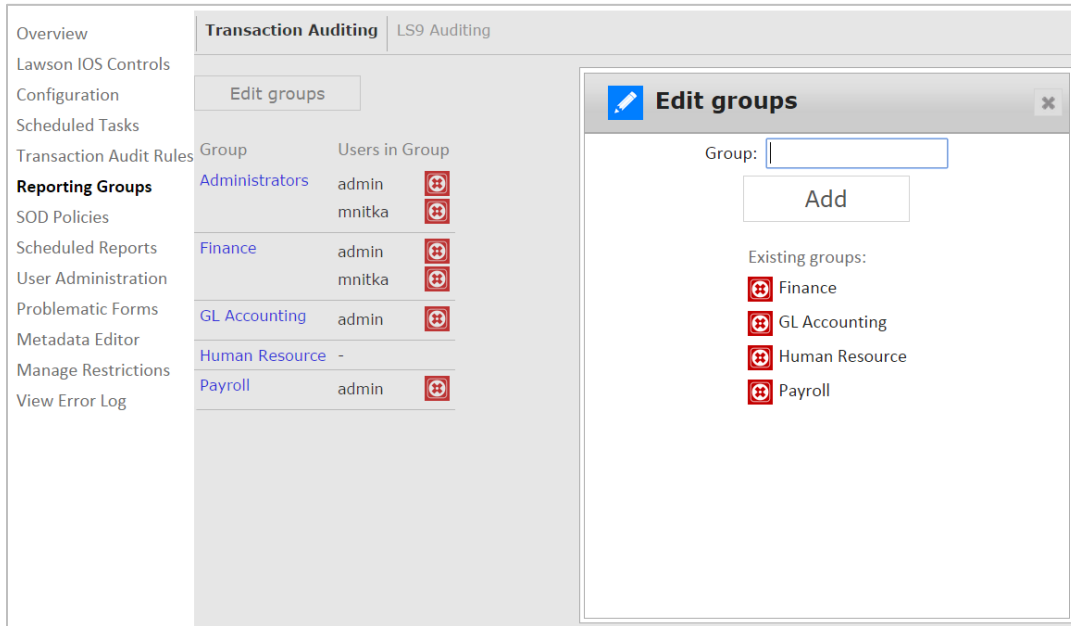 Overview
Lawson IOS Controls
Configuration
Scheduled Tasks
Transaction Audit Rules
Reporting Groups
SOD Policies
Scheduled Reports
User Administration
Problematic Forms
Metadata Editor
Manage Restrictions
View Error Log
Transaction Auditing LS9 Auditing
Edit groups
Group Users in Group
Administrators admin
mnitka
Finance admin
mnitka
GL Accounting admin
Human Resource -
Payroll admin
Edit groups
Group:
Add
Existing groups:
Finance
GL Accounting
Human Resource
Payroll